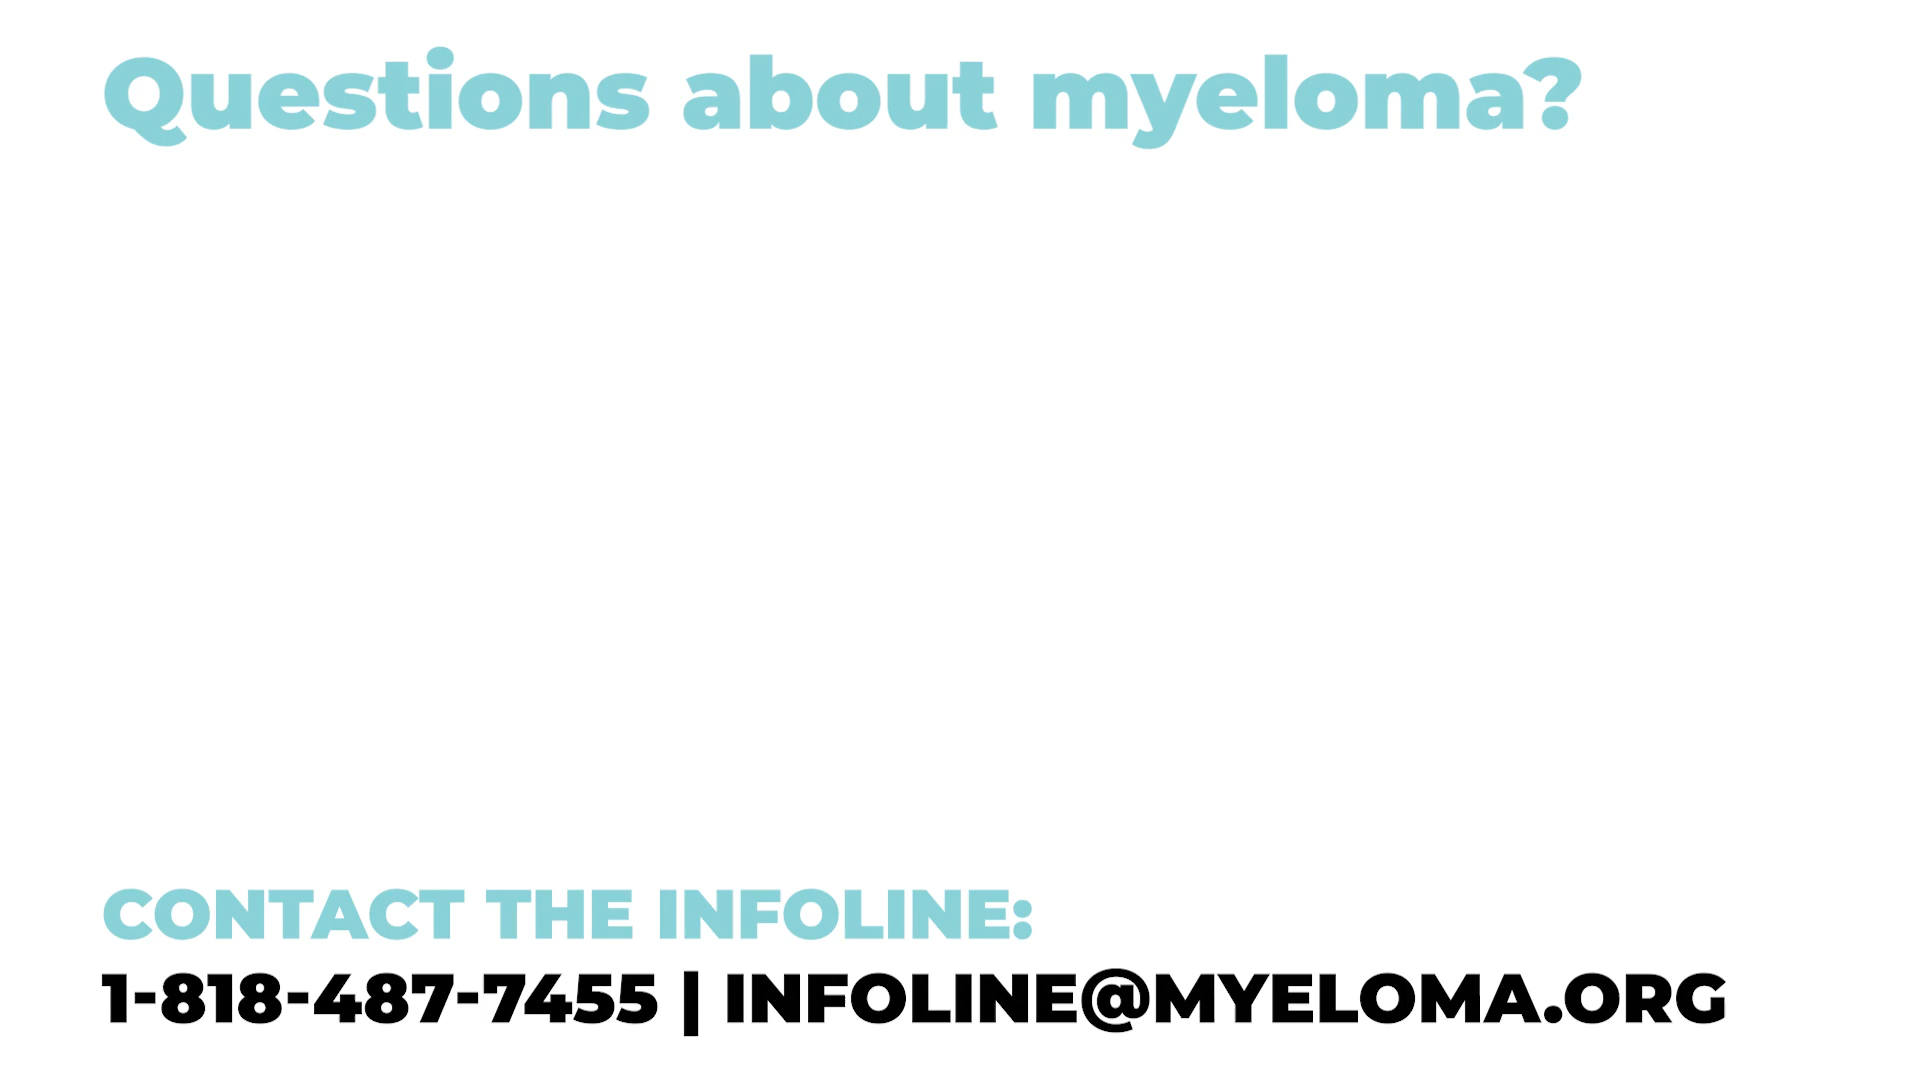 Questions about myeloma?
CONTACT THE INFOLINE:
1-818-487-7455 | INFOLINE@MYELOMA.ORG